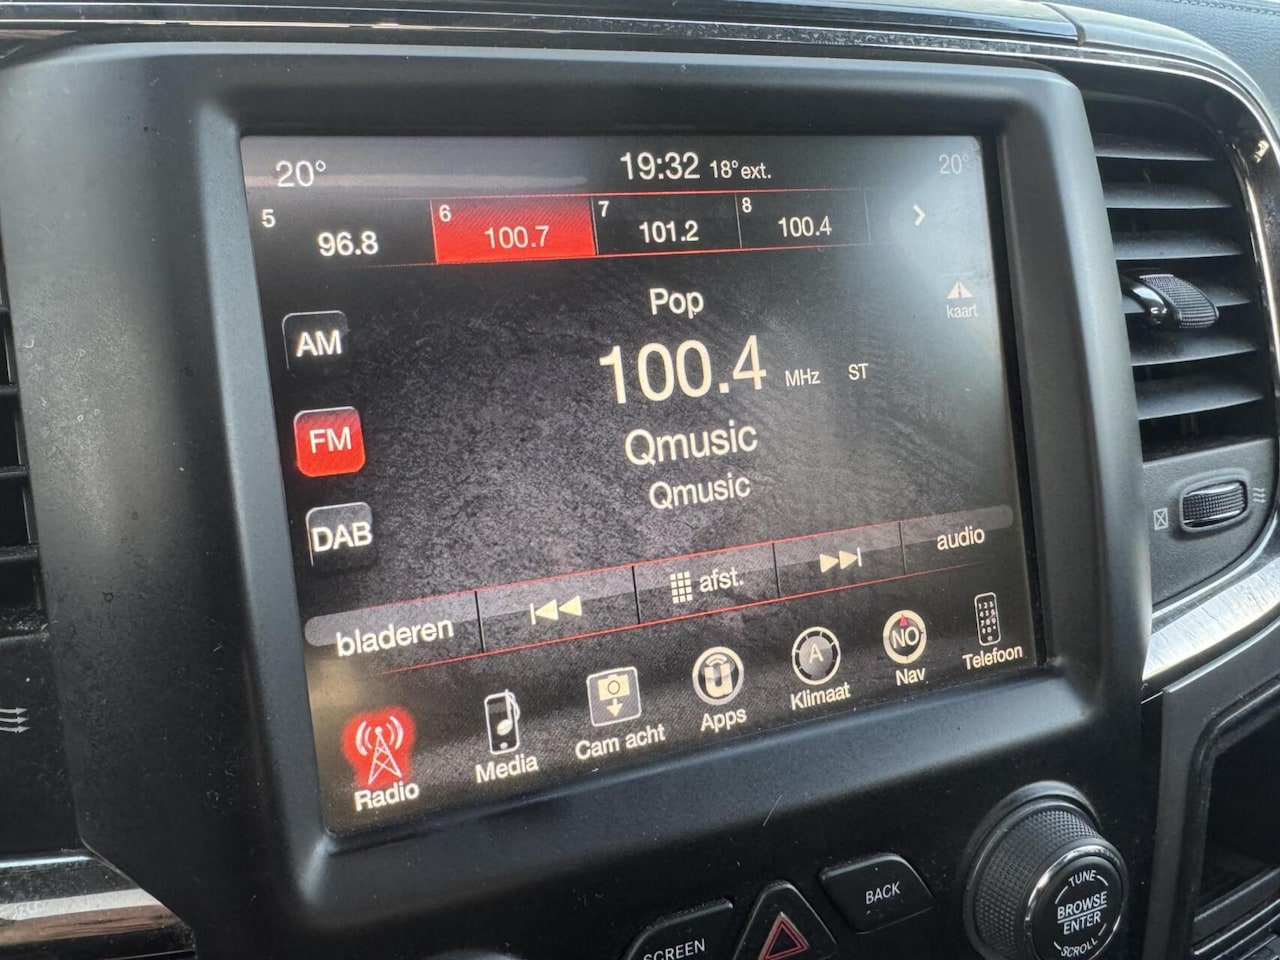 20° 19:32 18° ext. 20°
5 96.8 6 100.7 7 101.2 8 100.4
Pop
kaart
AM
100.4 MHz ST
FM
Qmusic
Qmusic
DAB
bladeren afst. audio
Radio Media Cam acht Apps A Klimaat NO Nav Telefoon
SCREEN BACK
TUNE
BROWSE
ENTER
SCROLL